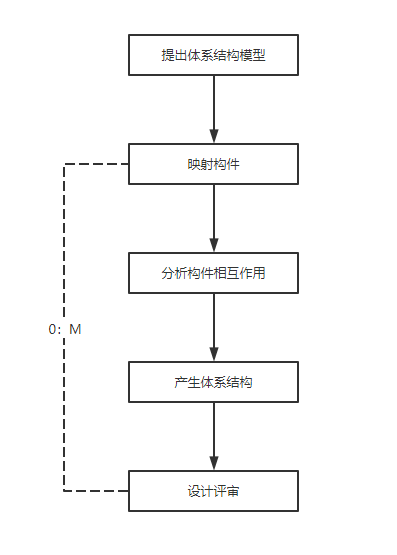 提出体系结构模型
映射构件
分析构件相互作用
0：M
产生体系结构
设计评审